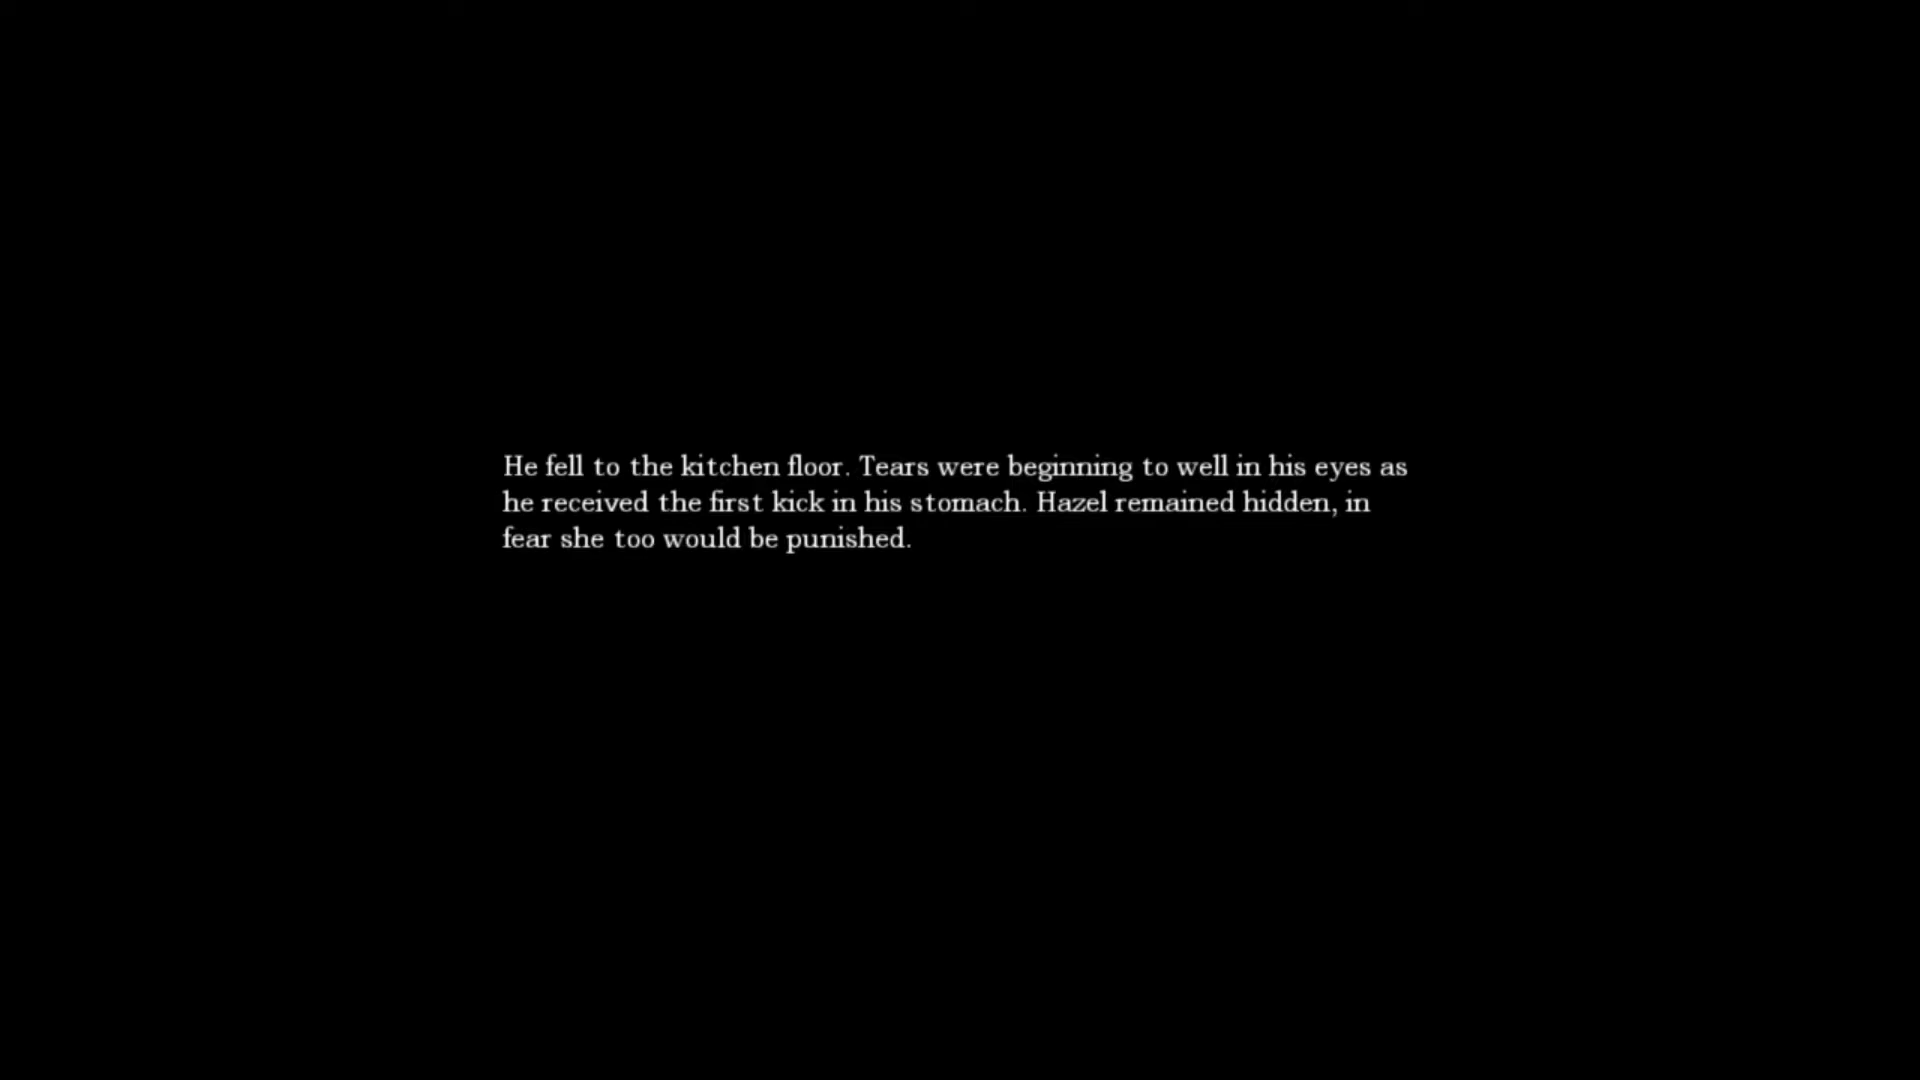 He fell to the kitchen floor. Tears were beginning to well in his eyes as
he received the first kick in his stomach. Hazel remained hidden, in
fear she too would be punished.